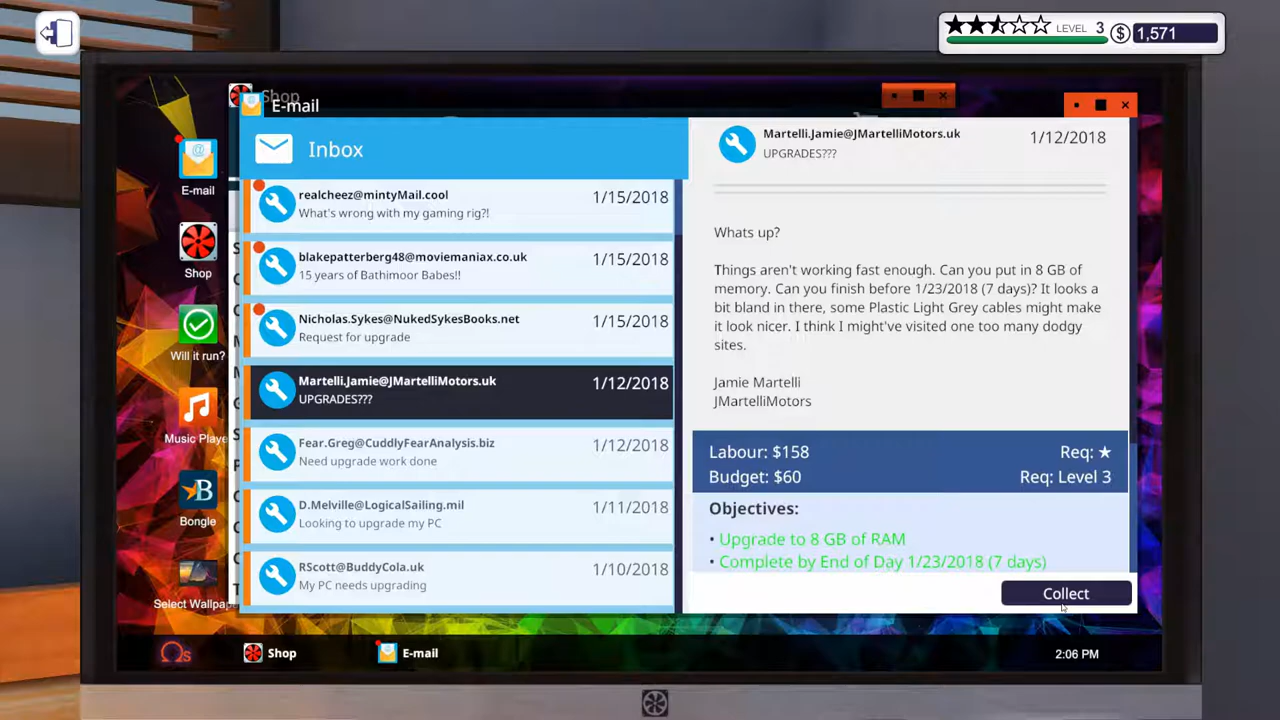 LEVEL 3 $ 1,571
Shop
E-mail
Inbox
realcheez@mintyMail.cool 1/15/2018
What's wrong with my gaming rig?!
blakepatterberg48@moviemaniax.co.uk 1/15/2018
15 years of Bathimoor Babes!!
Nicholas.Sykes@NukedSykesBooks.net 1/15/2018
Request for upgrade
Martelli.Jamie@JMartelliMotors.uk 1/12/2018
UPGRADES???
Fear.Greg@CuddlyFearAnalysis.biz 1/12/2018
Need upgrade work done
D.Melville@LogicalSailing.mil 1/11/2018
Looking to upgrade my PC
RScott@BuddyCola.uk 1/10/2018
My PC needs upgrading
Martelli.Jamie@JMartelliMotors.uk 1/12/2018
UPGRADES???
Whats up?
Things aren't working fast enough. Can you put in 8 GB of
memory. Can you finish before 1/23/2018 (7 days)? It looks a
bit bland in there, some Plastic Light Grey cables might make
it look nicer. I think I might've visited one too many dodgy
sites.
Jamie Martelli
JMartelliMotors
Labour: $158 Req: ★
Budget: $60 Req: Level 3
Objectives:
• Upgrade to 8 GB of RAM
• Complete by End of Day 1/23/2018 (7 days)
Collect
E-mail
Shop
Will it run?
Music Playe
Bongle
Select Wallpap
Ωs Shop E-mail 2:06 PM